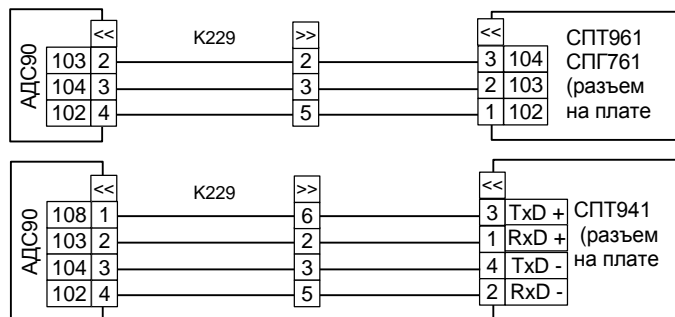 << К229 >> << СПТ961
АДС90 103 2 2 3 104 СПГ761
104 3 3 2 103 (разъем
102 4 5 1 102 на плате
<< К229 >> <<
АДС90 108 1 6 3 TxD + СПТ941
103 2 2 1 RxD + (разъем
104 3 3 4 TxD - на плате
102 4 5 2 RxD -